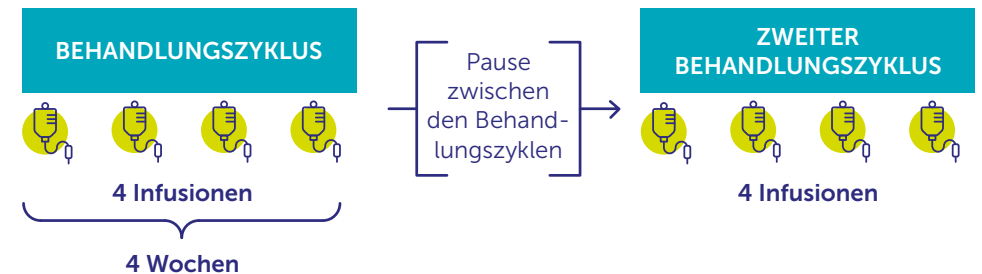 BEHANDLUNGSZYKLUS
4 Infusionen
4 Wochen
Pause
zwischen
den Behand-
lungszyklen
ZWEITER
BEHANDLUNGSZYKLUS
4 Infusionen